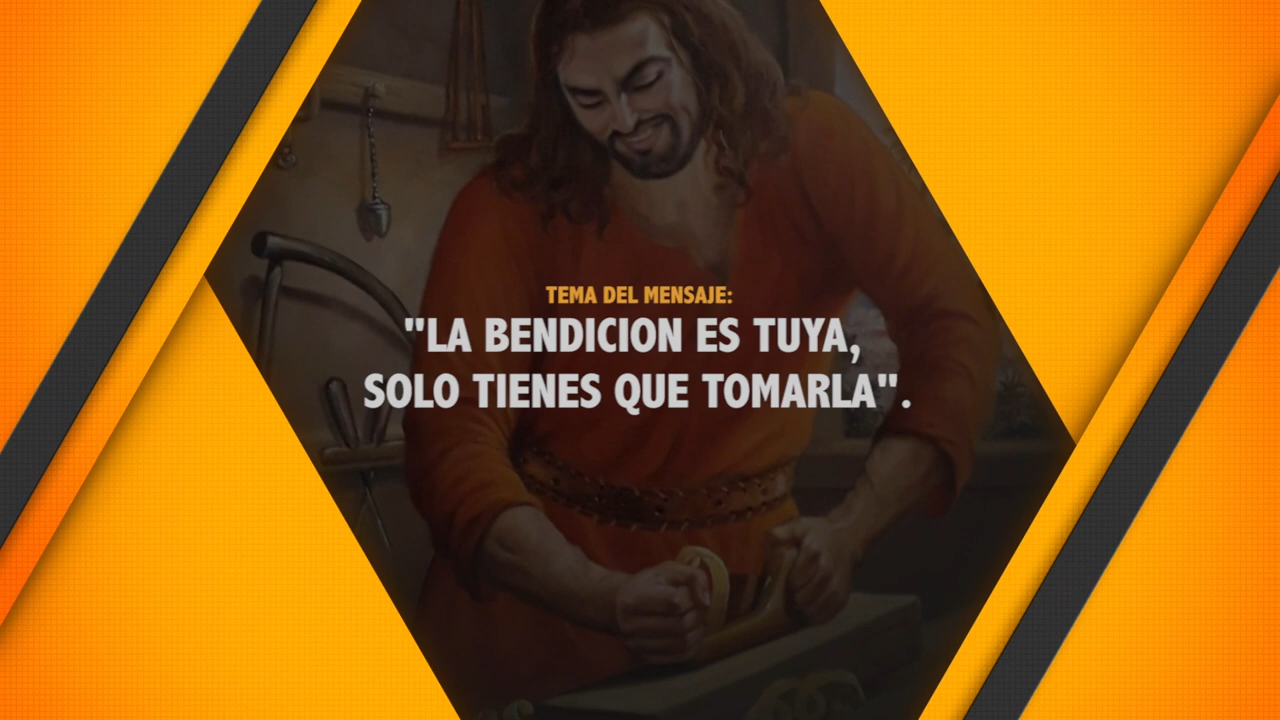 TEMA DEL MENSAJE:
"LA BENDICION ES TUYA,
SOLO TIENES QUE TOMARLA".